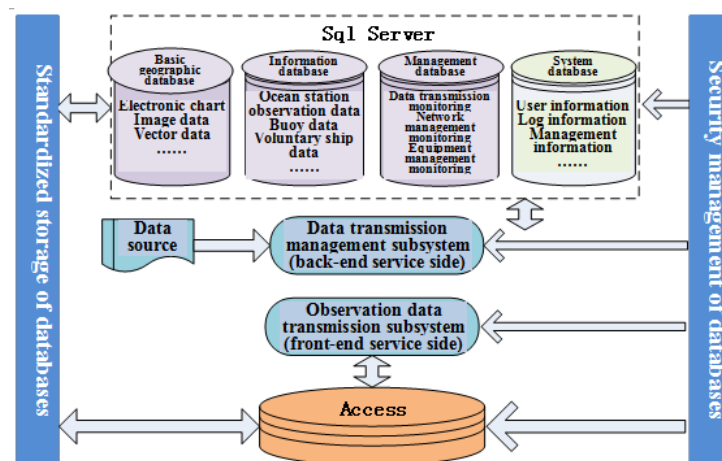 Sql Server
Basic
geographic
database
Electronic chart
Image data
Vector data
......
Information
database
Ocean station
observation data
Buoy data
Voluntary ship
data
......
Management
database
Data transmission
monitoring
Network
management
monitoring
Equipment
management
monitoring
System
database
User information
Log information
Management
information
......
Standardized storage of databases
Security management of databases
Data
source
Data transmission
management subsystem
(back-end service side)
Observation data
transmission subsystem
(front-end service side)
Access